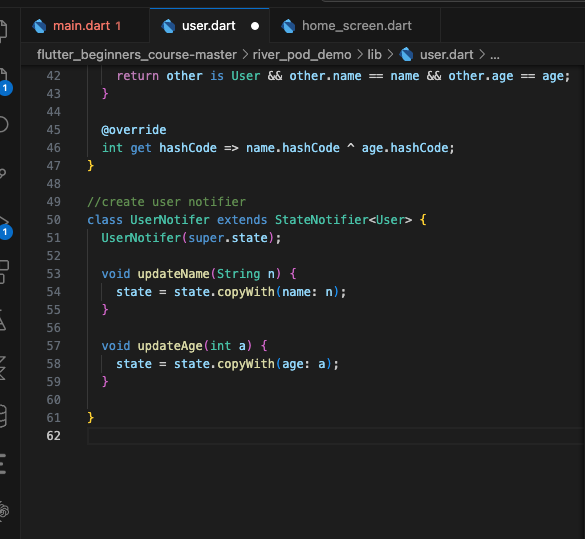 main.dart 1
user.dart
home_screen.dart
flutter_beginners_course-master > river_pod_demo > lib > user.dart > ...
42 return other is User && other.name == name && other.age == age;
43 }
44
45 @override
46 int get hashCode => name.hashCode ^ age.hashCode;
47 }
48
49 //create user notifier
50 class UserNotifer extends StateNotifier<User> {
51 UserNotifer(super.state);
52
53 void updateName(String n) {
54 state = state.copyWith(name: n);
55 }
56
57 void updateAge(int a) {
58 state = state.copyWith(age: a);
59 }
60
61 }
62
1
1